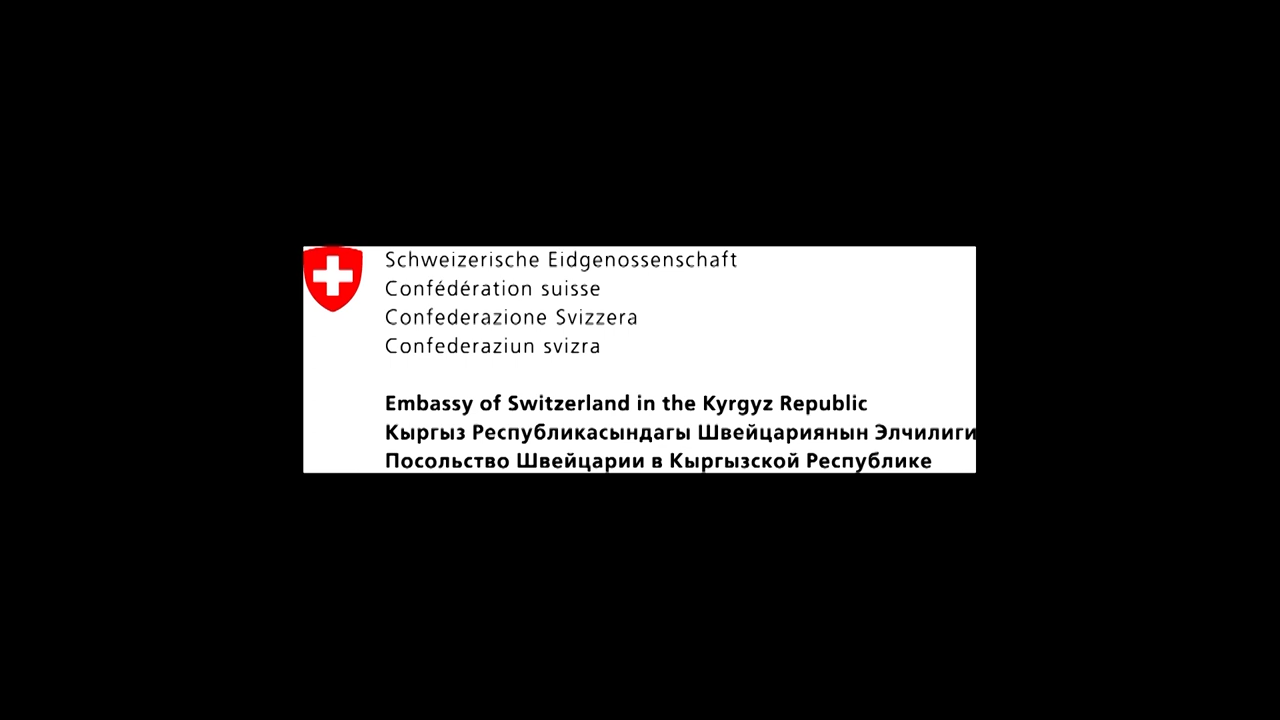 Schweizerische Eidgenossenschaft
Confédération suisse
Confederazione Svizzera
Confederaziun svizra
Embassy of Switzerland in the Kyrgyz Republic
Кыргыз Республикасындагы Швейцариянын Элчилиги
Посольство Швейцарии в Кыргызской Республике